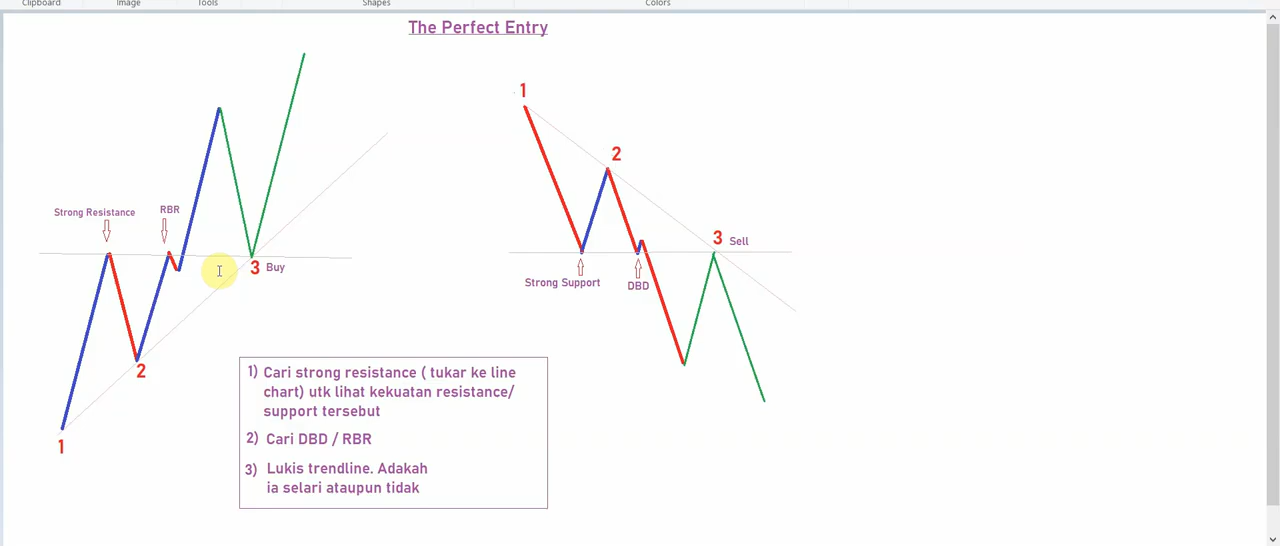 Clipboard
Image
Tools
Shapes
Colors
The Perfect Entry
Strong Resistance
RBR
1
2
3 Buy
1
2
3 Sell
Strong Support
DBD
1) Cari strong resistance ( tukar ke line
chart) utk lihat kekuatan resistance/
support tersebut
2) Cari DBD / RBR
3) Lukis trendline. Adakah
ia selari ataupun tidak